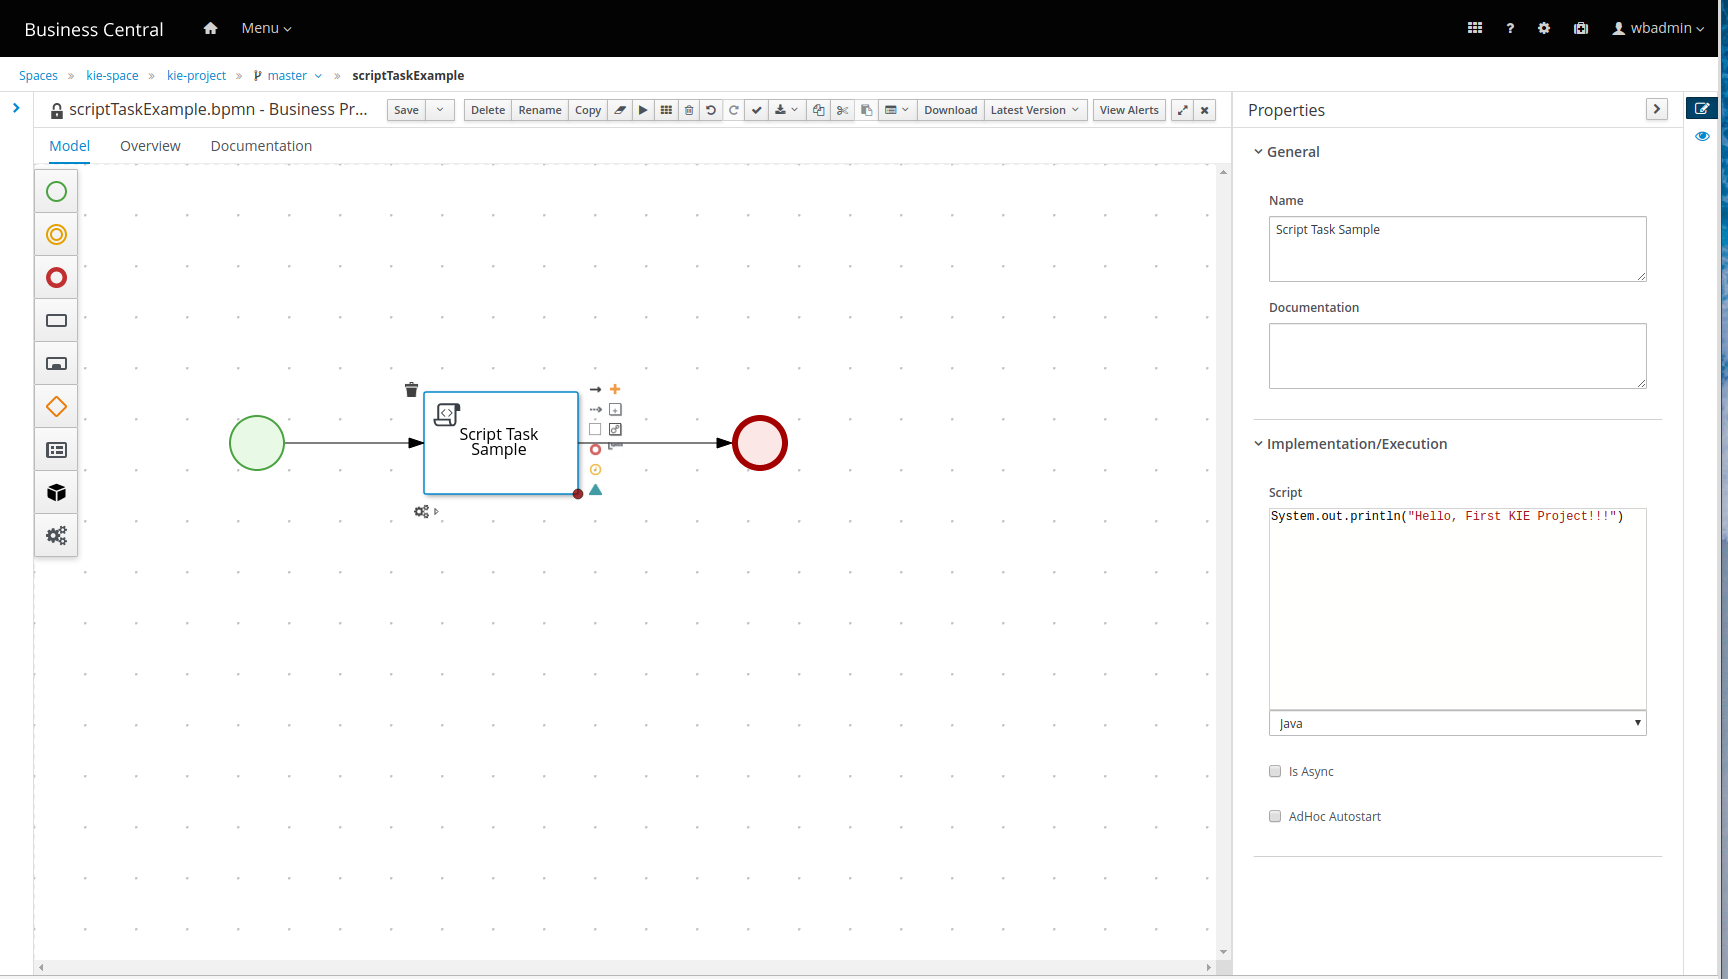 Business Central
Menu
?
wbadmin
Spaces » kie-space » kie-project » master » scriptTaskExample
scriptTaskExample.bpmn - Business Pr...
Save
Delete
Rename
Copy
Download
Latest Version
View Alerts
Model
Overview
Documentation
Script Task
Sample
Properties
General
Name
Script Task Sample
Documentation
Implementation/Execution
Script
System.out.println("Hello, First KIE Project!!!")
Java
Is Async
AdHoc Autostart